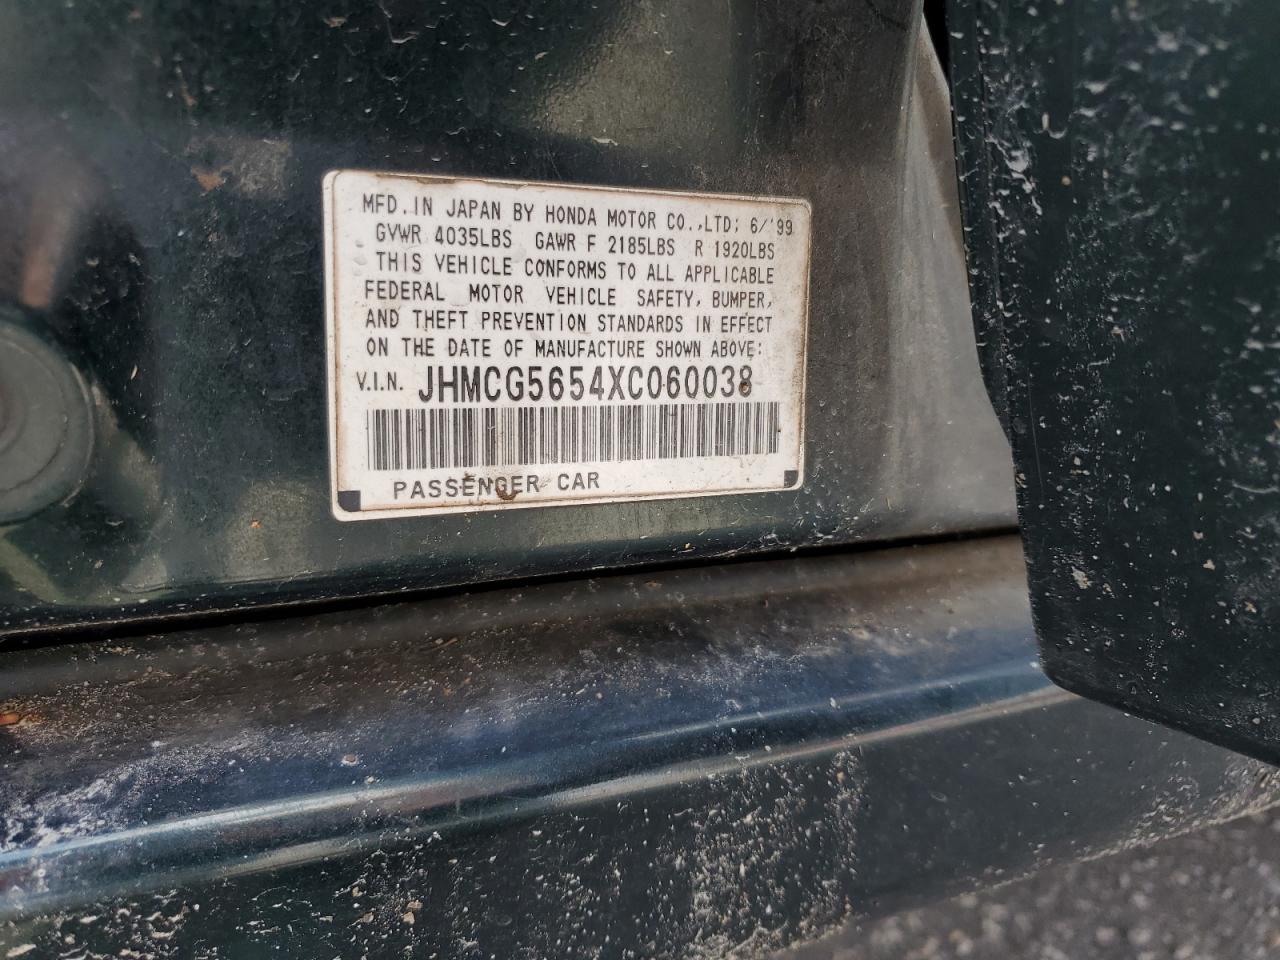 MFD. IN JAPAN BY HONDA MOTOR CO.,LTD; 6/'99
GVWR 4035LBS GAWR F 2185LBS R 1920LBS
THIS VEHICLE CONFORMS TO ALL APPLICABLE
FEDERAL MOTOR VEHICLE SAFETY, BUMPER,
AND THEFT PREVENTION STANDARDS IN EFFECT
ON THE DATE OF MANUFACTURE SHOWN ABOVE:
V.I.N. JHMCG5654XC060038
PASSENGER CAR